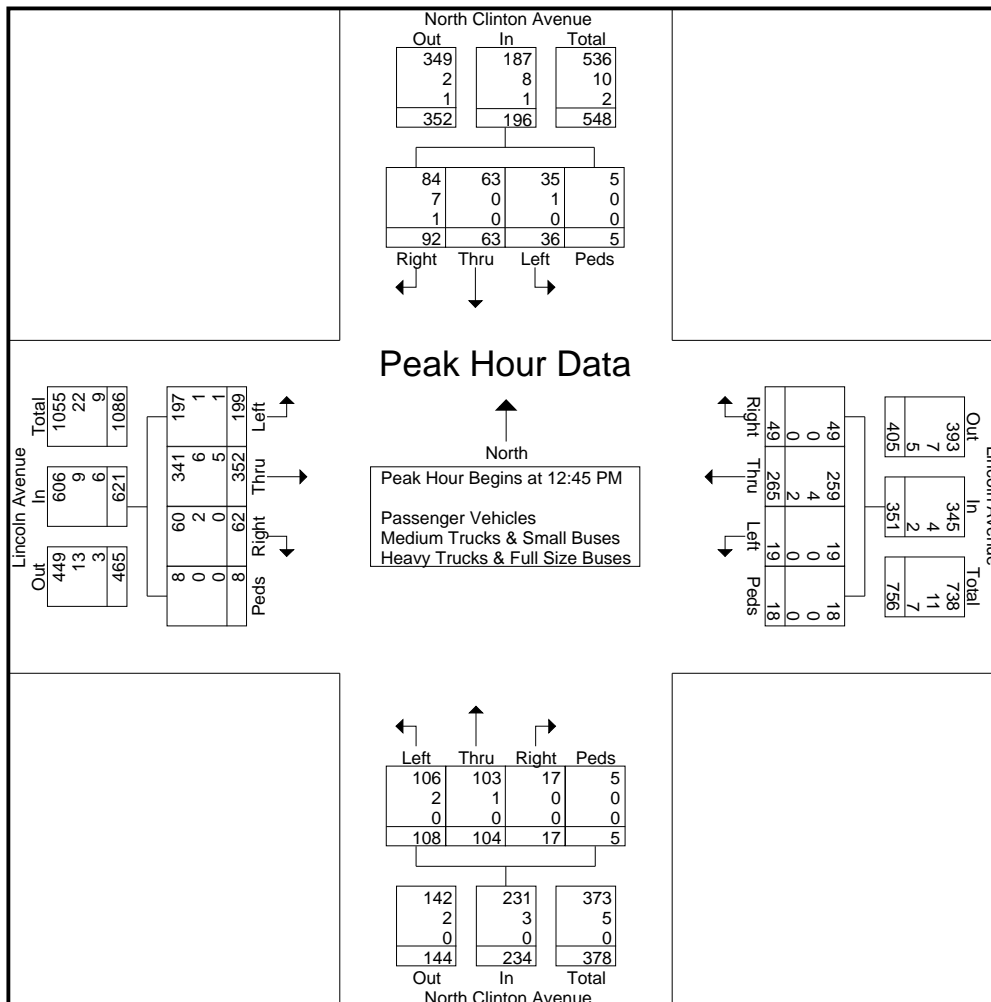 North Clinton Avenue
Out In Total
349 187 536
2 8 10
1 1 2
352 196 548
84 63 35 5
7 0 1 0
1 0 0 0
92 63 36 5
Right Thru Left Peds
Peak Hour Data
North
Peak Hour Begins at 12:45 PM
Passenger Vehicles
Medium Trucks & Small Buses
Heavy Trucks & Full Size Buses
Lincoln Avenue
Out In Total
449 606 1055
13 9 22
3 6 9
465 621 1086
197 1 1 199
Left
341 6 5 352
Thru
60 2 0 62
Right
8 0 0 8
Peds
Lincoln Avenue
Out In Total
393 345 738
7 4 11
5 2 7
405 351 756
49 259 19 18
0 4 0 0
0 2 0 0
49 265 19 18
Right Thru Left Peds
Left Thru Right Peds
106 103 17 5
2 1 0 0
0 0 0 0
108 104 17 5
142 231 373
2 3 5
0 0 0
144 234 378
Out In Total
North Clinton Avenue